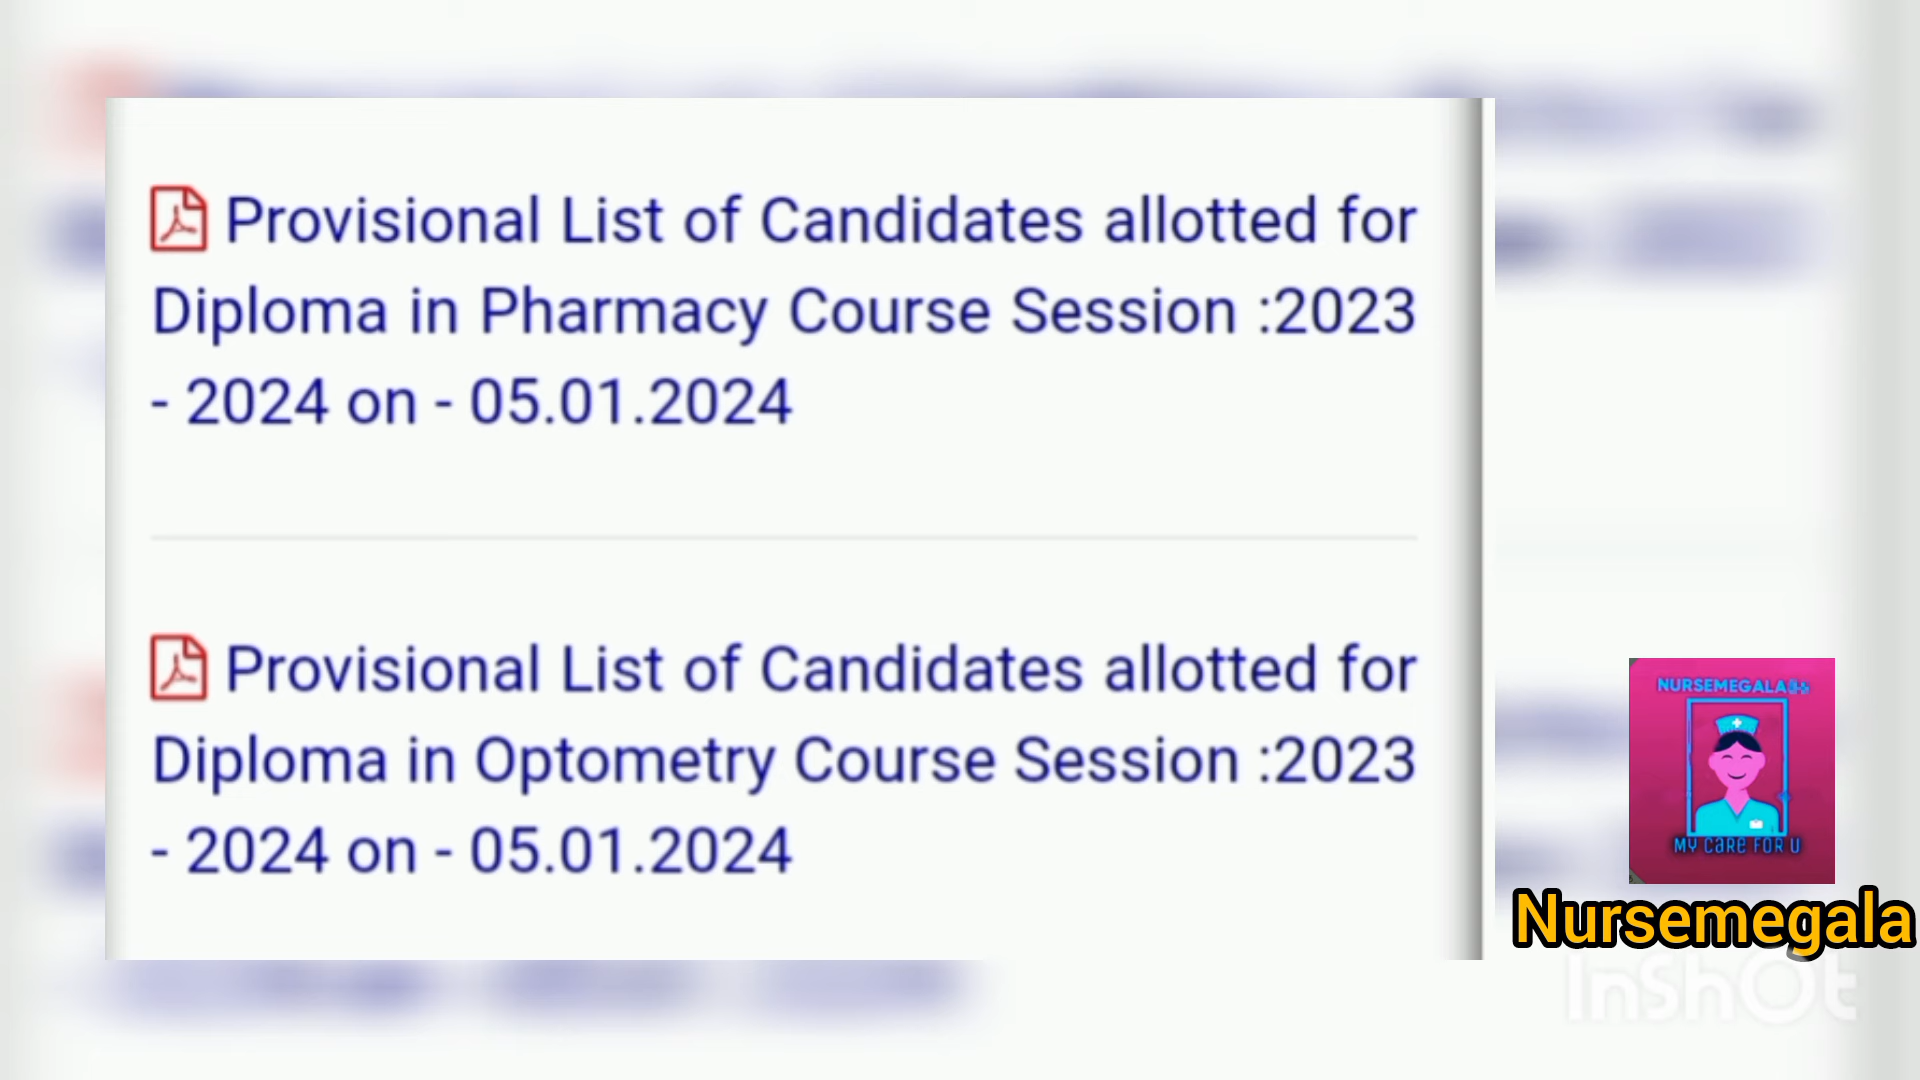 Provisional List of Candidates allotted for
Diploma in Pharmacy Course Session :2023
- 2024 on - 05.01.2024
Provisional List of Candidates allotted for
Diploma in Optometry Course Session :2023
- 2024 on - 05.01.2024
NURSEMEGALA
MY CARE FOR U
Nursemegala
InShOt